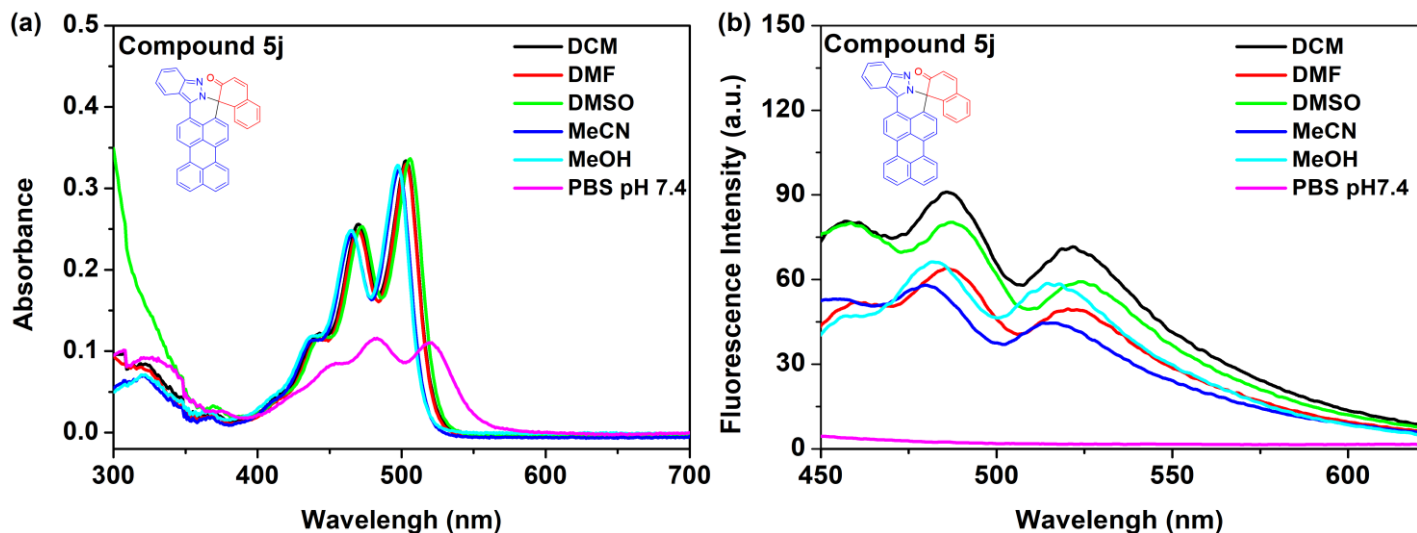 (a)
Compound 5j
O
N
N
DCM
DMF
DMSO
MeCN
MeOH
PBS pH 7.4
Absorbance
0.5
0.4
0.3
0.2
0.1
0.0
300
400
500
600
700
Wavelengh (nm)
(b)
Compound 5j
O
N
N
DCM
DMF
DMSO
MeCN
MeOH
PBS pH7.4
Fluorescence Intensity (a.u.)
150
120
90
60
30
0
450
500
550
600
Wavelengh (nm)